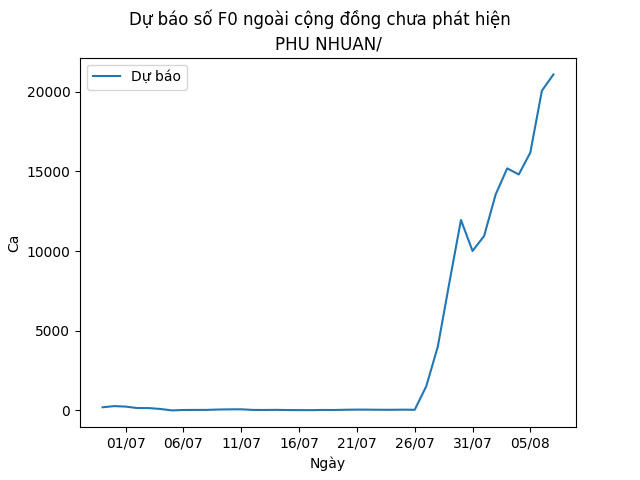 Dự báo số F0 ngoài cộng đồng chưa phát hiện
PHU NHUAN/
Dự báo
20000
15000
10000
5000
0
Ca
01/07 06/07 11/07 16/07 21/07 26/07 31/07 05/08
Ngày